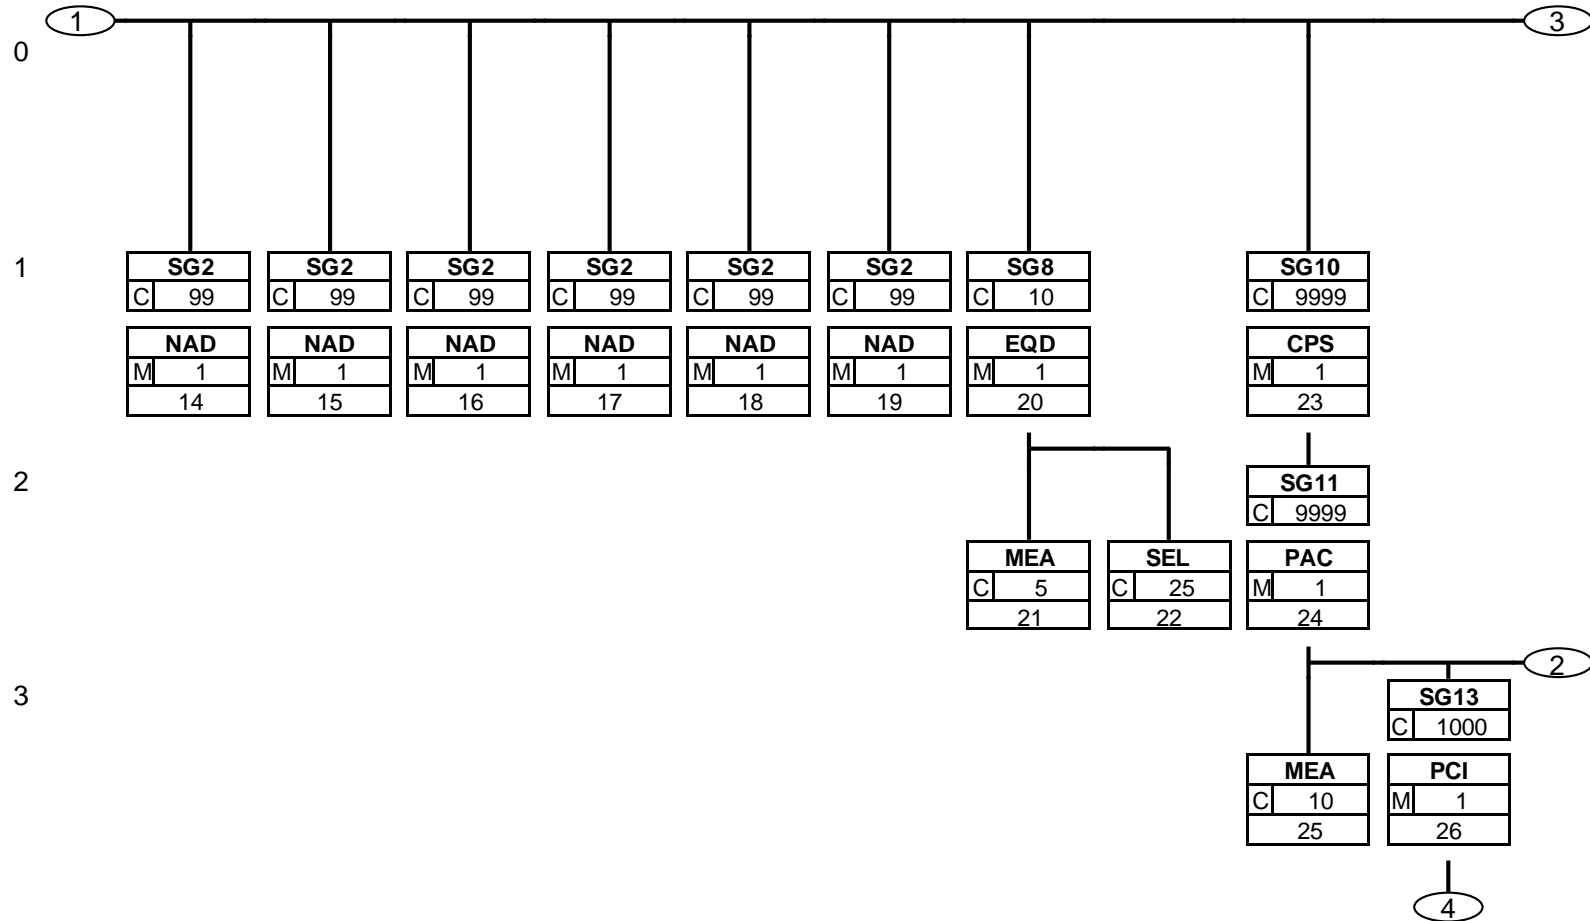 1 3
0
1 SG2 SG2 SG2 SG2 SG2 SG2 SG8 SG10
C 99 C 99 C 99 C 99 C 99 C 99 C 10 C 9999
NAD NAD NAD NAD NAD NAD EQD CPS
M 1 M 1 M 1 M 1 M 1 M 1 M 1 M 1
14 15 16 17 18 19 20 23
2 SG11
C 9999
MEA SEL PAC
C 5 C 25 M 1
21 22 24
2
3 SG13
C 1000
MEA PCI
C 10 M 1
25 26
4